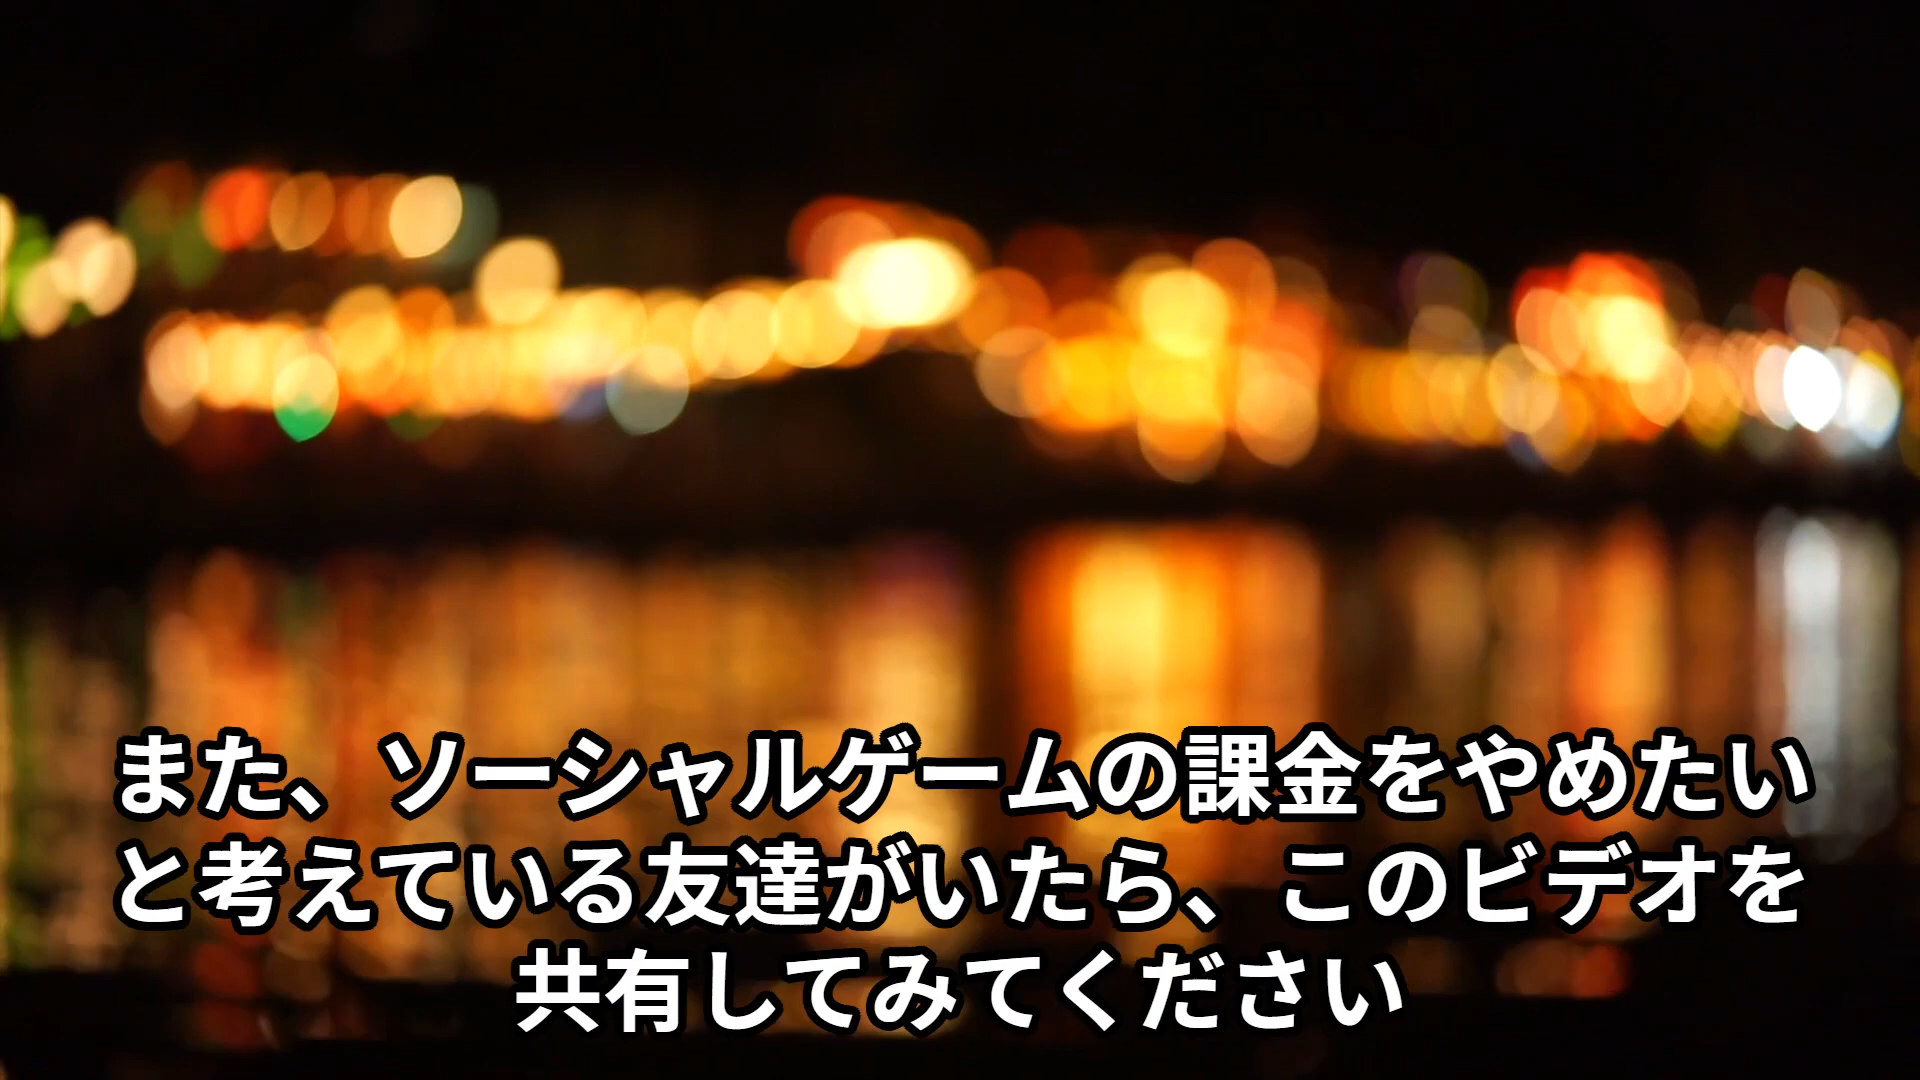 また、ソーシャルゲームの課金をやめたい
と考えている友達がいたら、このビデオを
共有してみてください